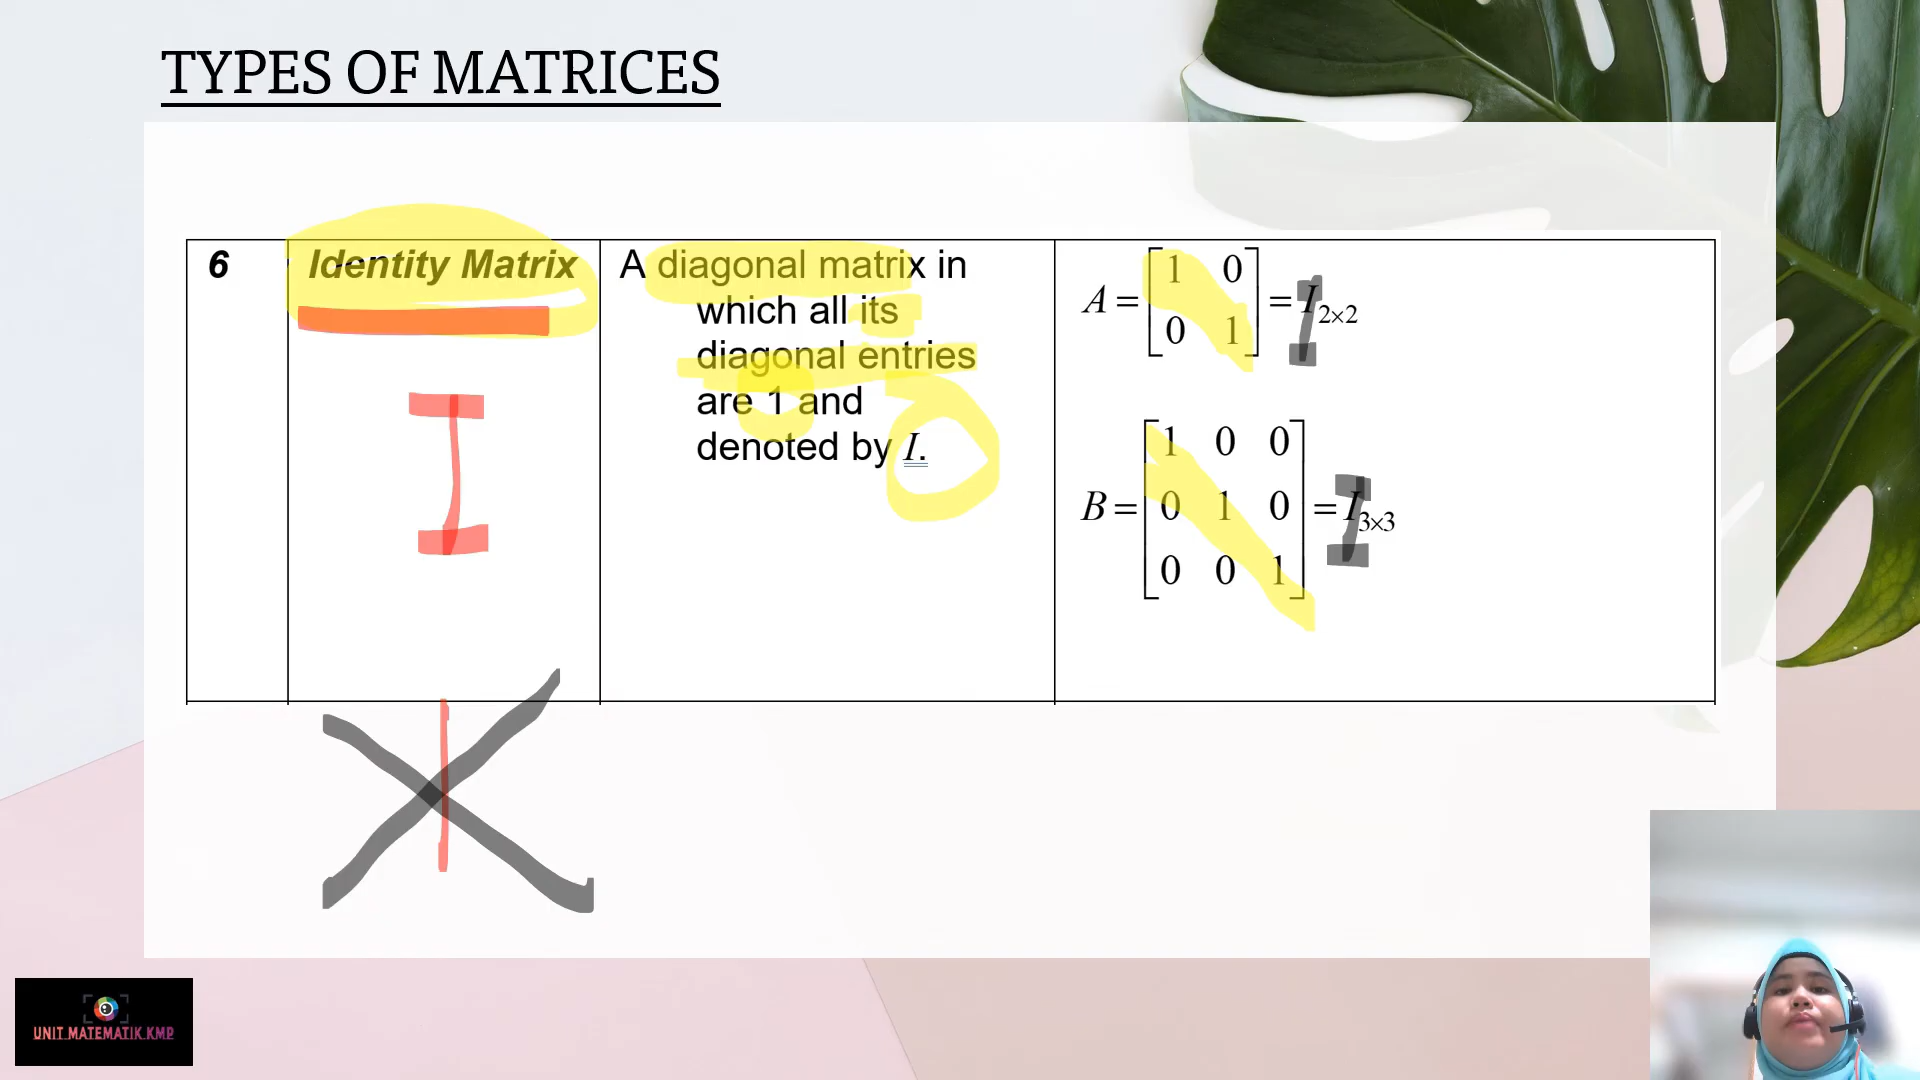 TYPES OF MATRICES
6
Identity Matrix
A diagonal matrix in
which all its
diagonal entries
are 1 and
denoted by I.
A = [1 0
0 1] = I2×2
B = [1 0 0
0 1 0
0 0 1] = I3×3
I
UNIT MATEMATIK KMP